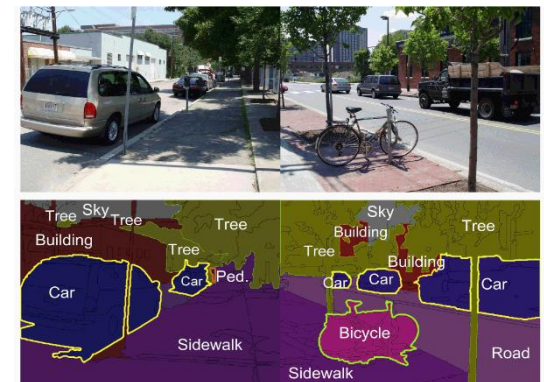 Sky
Tree
Tree
Tree
Building
Tree
Car
Car
Ped.
Sidewalk
Sky
Building
Tree
Tree
Building
Car
Car
Car
Bicycle
Road
Sidewalk